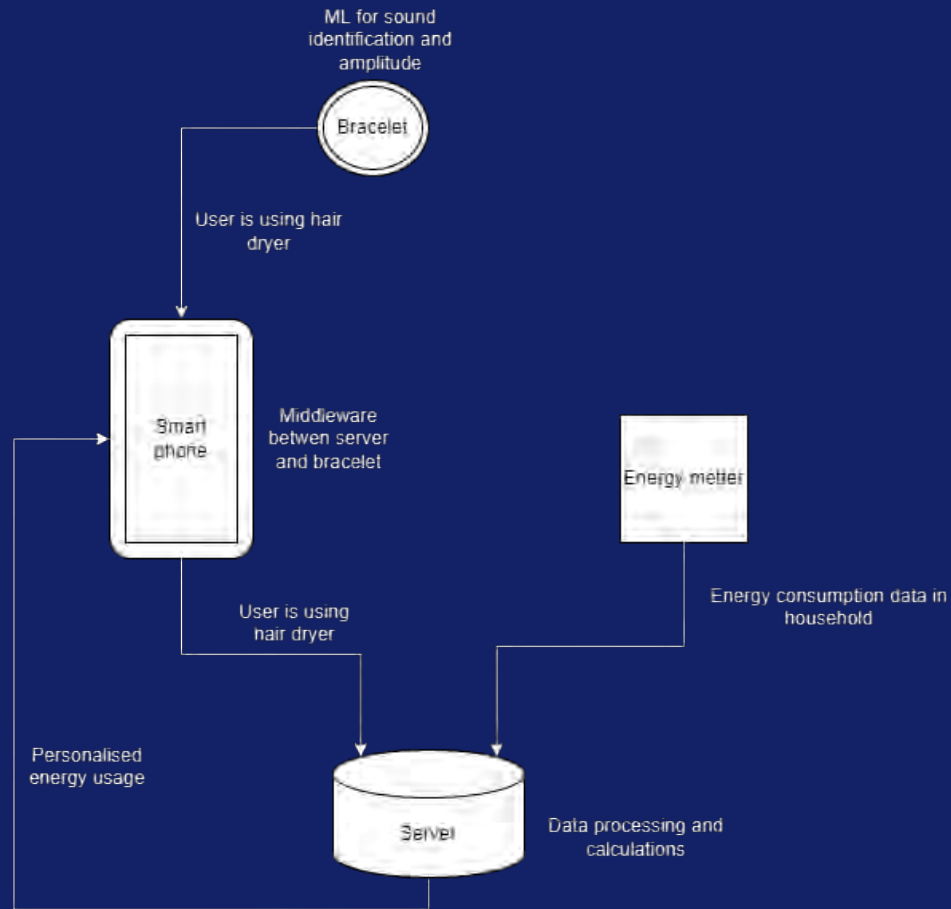 ML for sound
identification and
amplitude
Bracelet
User is using hair
dryer
Smart
phone
Middleware
betwen server
and bracelet
Energy metter
User is using
hair dryer
Energy consumption data in
household
Personalised
energy usage
Server
Data processing and
calculations